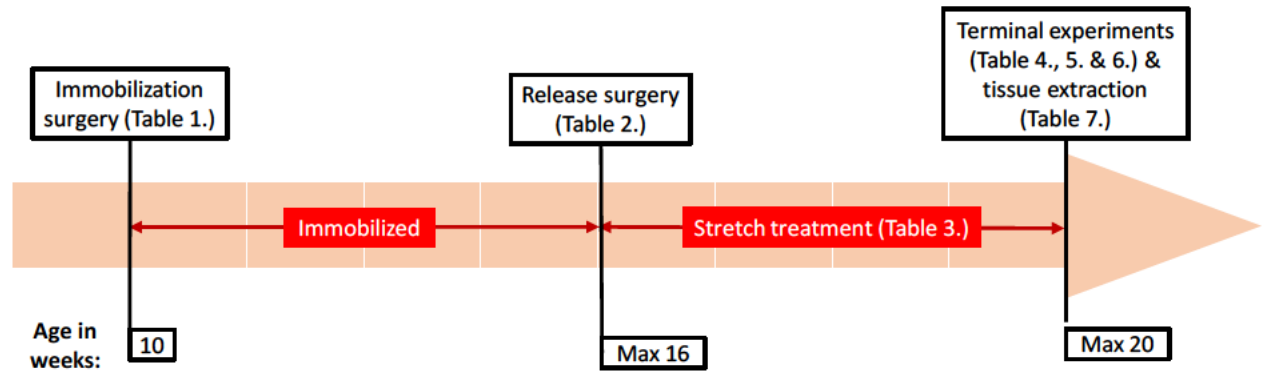 Immobilization
surgery (Table 1.)
Release surgery
(Table 2.)
Terminal experiments
(Table 4., 5. & 6.) &
tissue extraction
(Table 7.)
Immobilized
Stretch treatment (Table 3.)
Age in
weeks:
10
Max 16
Max 20